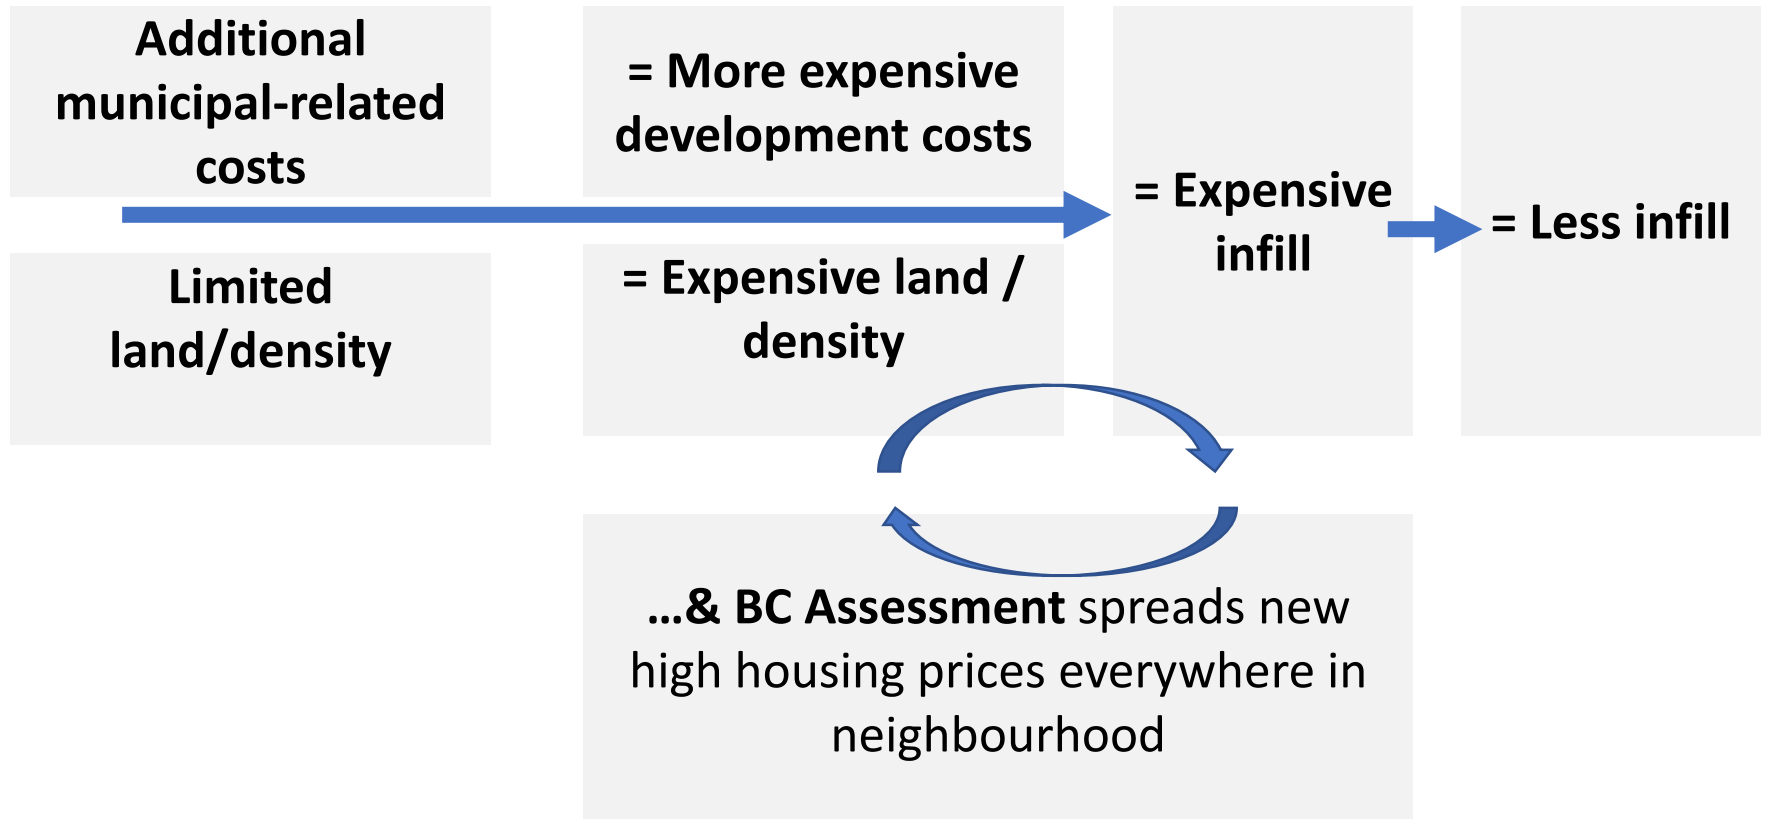 Additional
municipal-related
costs
= More expensive
development costs
Limited
land/density
= Expensive land /
density
= Expensive
infill
= Less infill
...& BC Assessment spreads new
high housing prices everywhere in
neighbourhood